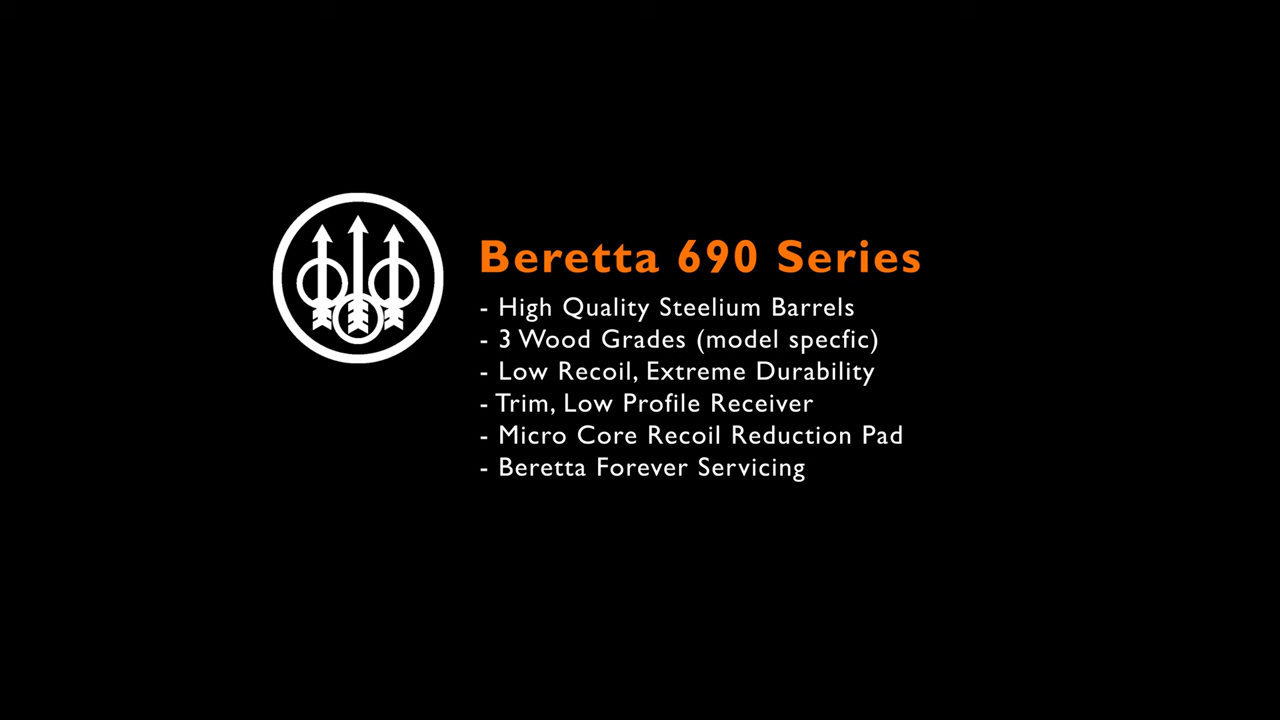 Beretta 690 Series
- High Quality Steelium Barrels
- 3 Wood Grades (model specfic)
- Low Recoil, Extreme Durability
- Trim, Low Profile Receiver
- Micro Core Recoil Reduction Pad
- Beretta Forever Servicing